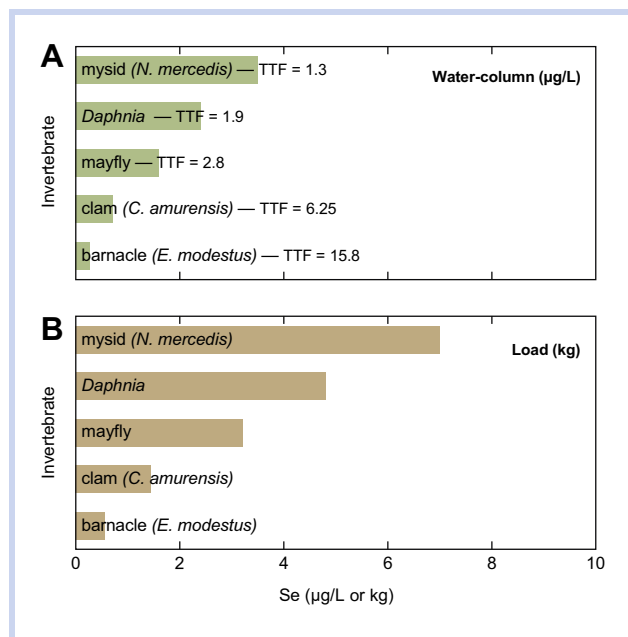 A
mysid (N. mercedis) — TTF = 1.3
Water-column (µg/L)
Daphnia — TTF = 1.9
mayfly — TTF = 2.8
clam (C. amurensis) — TTF = 6.25
barnacle (E. modestus) — TTF = 15.8
Invertebrate
B
mysid (N. mercedis)
Load (kg)
Daphnia
mayfly
clam (C. amurensis)
barnacle (E. modestus)
Invertebrate
0 2 4 6 8 10
Se (µg/L or kg)